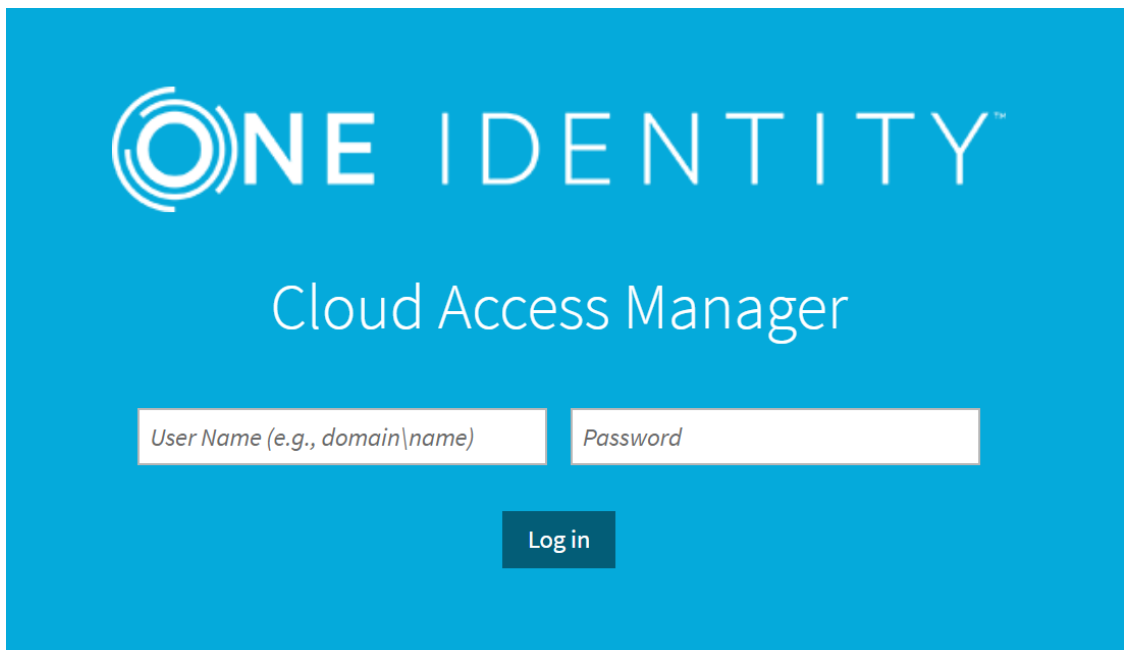 ONE IDENTITY™
Cloud Access Manager
User Name (e.g., domain\name) Password
Log in